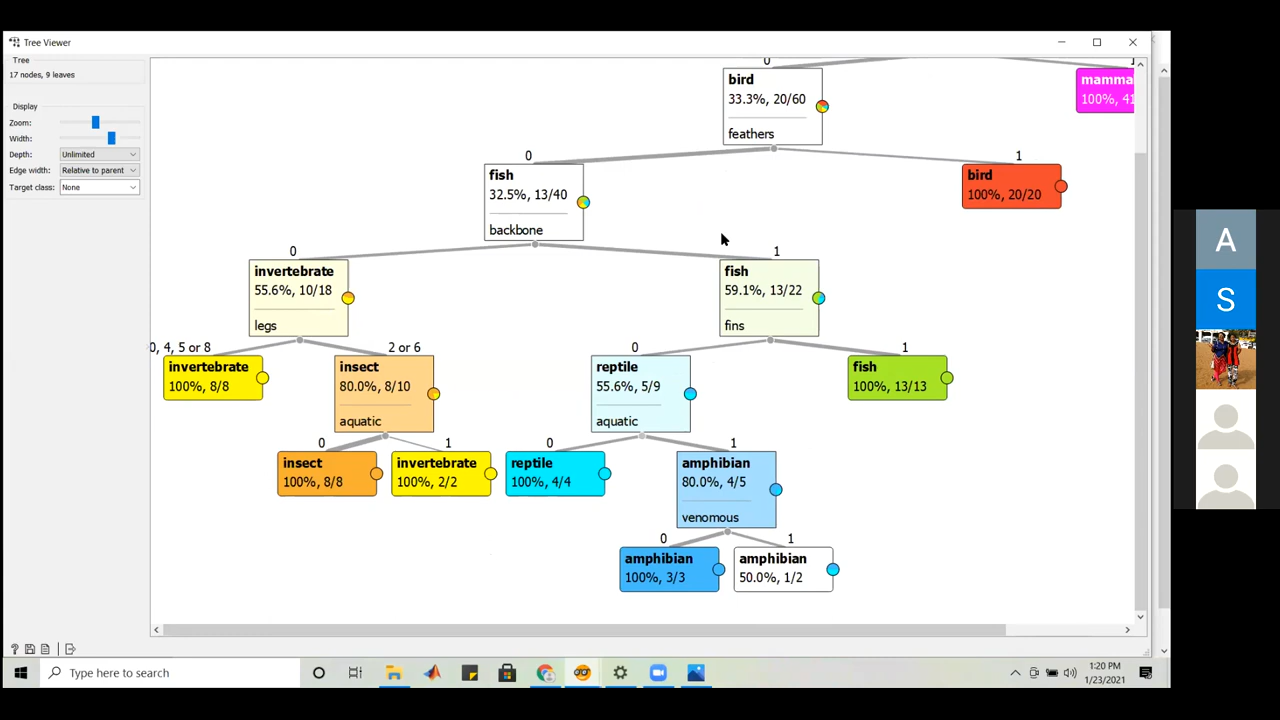 Tree Viewer
Tree
17 nodes, 9 leaves
Display
Zoom:
Width:
Depth: Unlimited
Edge width: Relative to parent
Target class: None
0
bird
33.3%, 20/60
feathers
1
mamma
100%, 41
0
fish
32.5%, 13/40
backbone
1
bird
100%, 20/20
0
invertebrate
55.6%, 10/18
legs
1
fish
59.1%, 13/22
fins
0, 4, 5 or 8
invertebrate
100%, 8/8
2 or 6
insect
80.0%, 8/10
aquatic
0
reptile
55.6%, 5/9
aquatic
1
fish
100%, 13/13
0
insect
100%, 8/8
1
invertebrate
100%, 2/2
0
reptile
100%, 4/4
1
amphibian
80.0%, 4/5
venomous
0
amphibian
100%, 3/3
1
amphibian
50.0%, 1/2
A
S
Type here to search
1:20 PM
1/23/2021